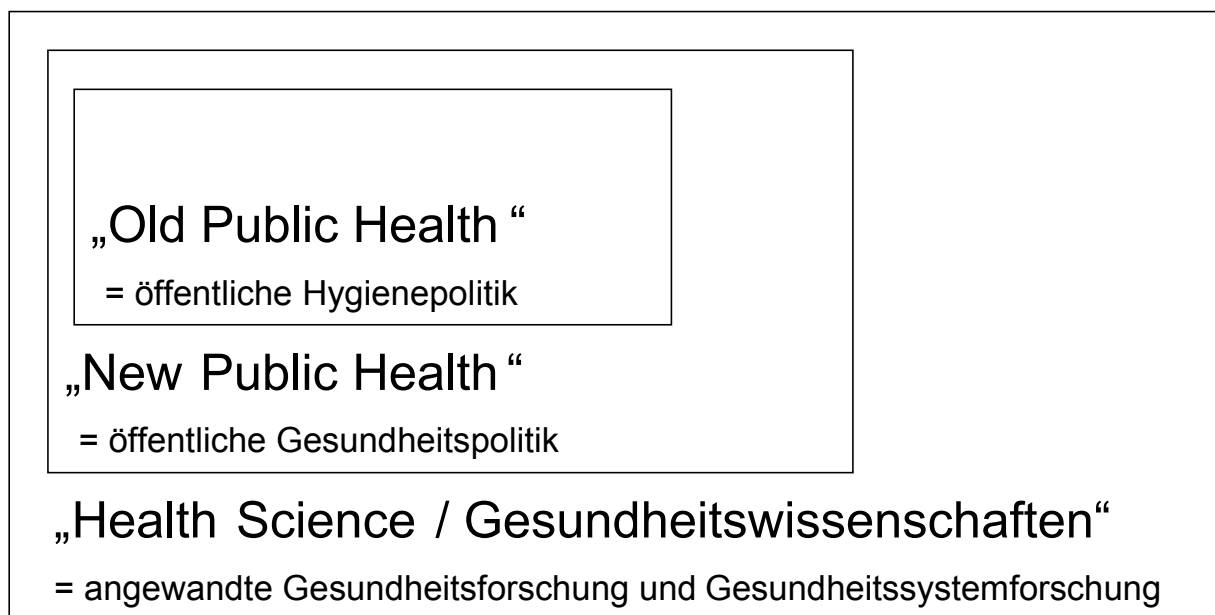 „Old Public Health “
= öffentliche Hygienepolitik
„New Public Health “
= öffentliche Gesundheitspolitik
„Health Science / Gesundheitswissenschaften“
= angewandte Gesundheitsforschung und Gesundheitssystemforschung